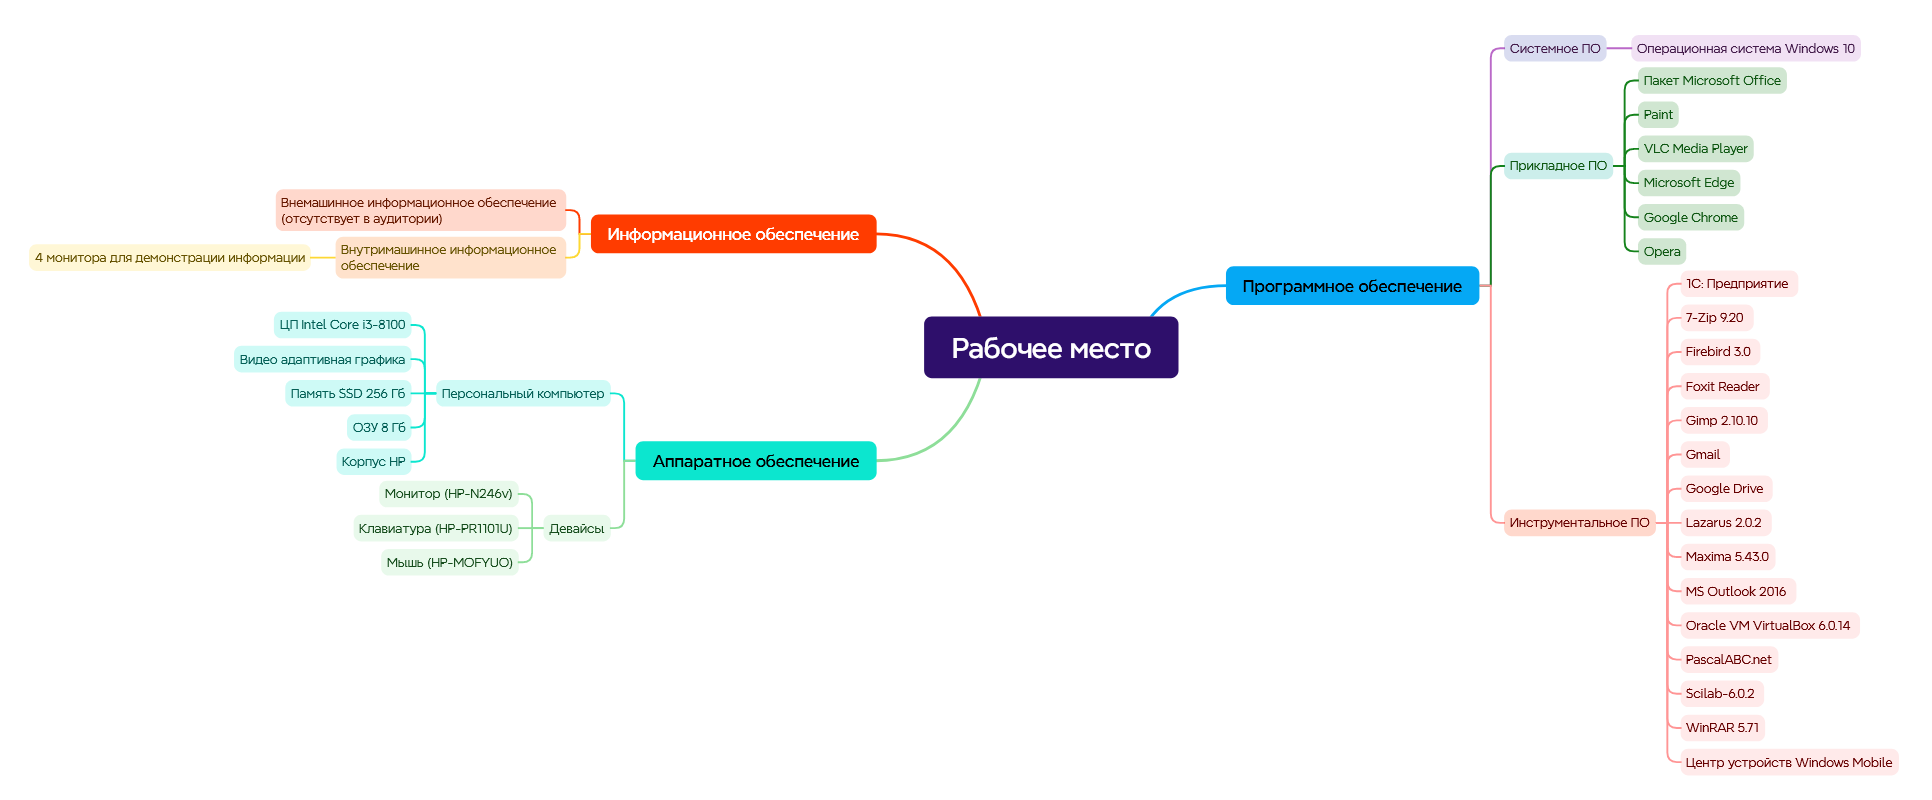 Рабочее место
Информационное обеспечение
Внемашинное информационное обеспечение
(отсутствует в аудитории)
Внутримашинное информационное
обеспечение
4 монитора для демонстрации информации
Аппаратное обеспечение
Персональный компьютер
ЦП Intel Core i3-8100
Видео адаптивная графика
Память SSD 256 Гб
ОЗУ 8 Гб
Корпус HP
Девайсы
Монитор (HP-N246v)
Клавиатура (HP-PR1101U)
Мышь (HP-MOFYUO)
Программное обеспечение
Системное ПО
Операционная система Windows 10
Прикладное ПО
Пакет Microsoft Office
Paint
VLC Media Player
Microsoft Edge
Google Chrome
Opera
Инструментальное ПО
1С: Предприятие
7-Zip 9.20
Firebird 3.0
Foxit Reader
Gimp 2.10.10
Gmail
Google Drive
Lazarus 2.0.2
Maxima 5.43.0
MS Outlook 2016
Oracle VM VirtualBox 6.0.14
PascalABC.net
Scilab-6.0.2
WinRAR 5.71
Центр устройств Windows Mobile